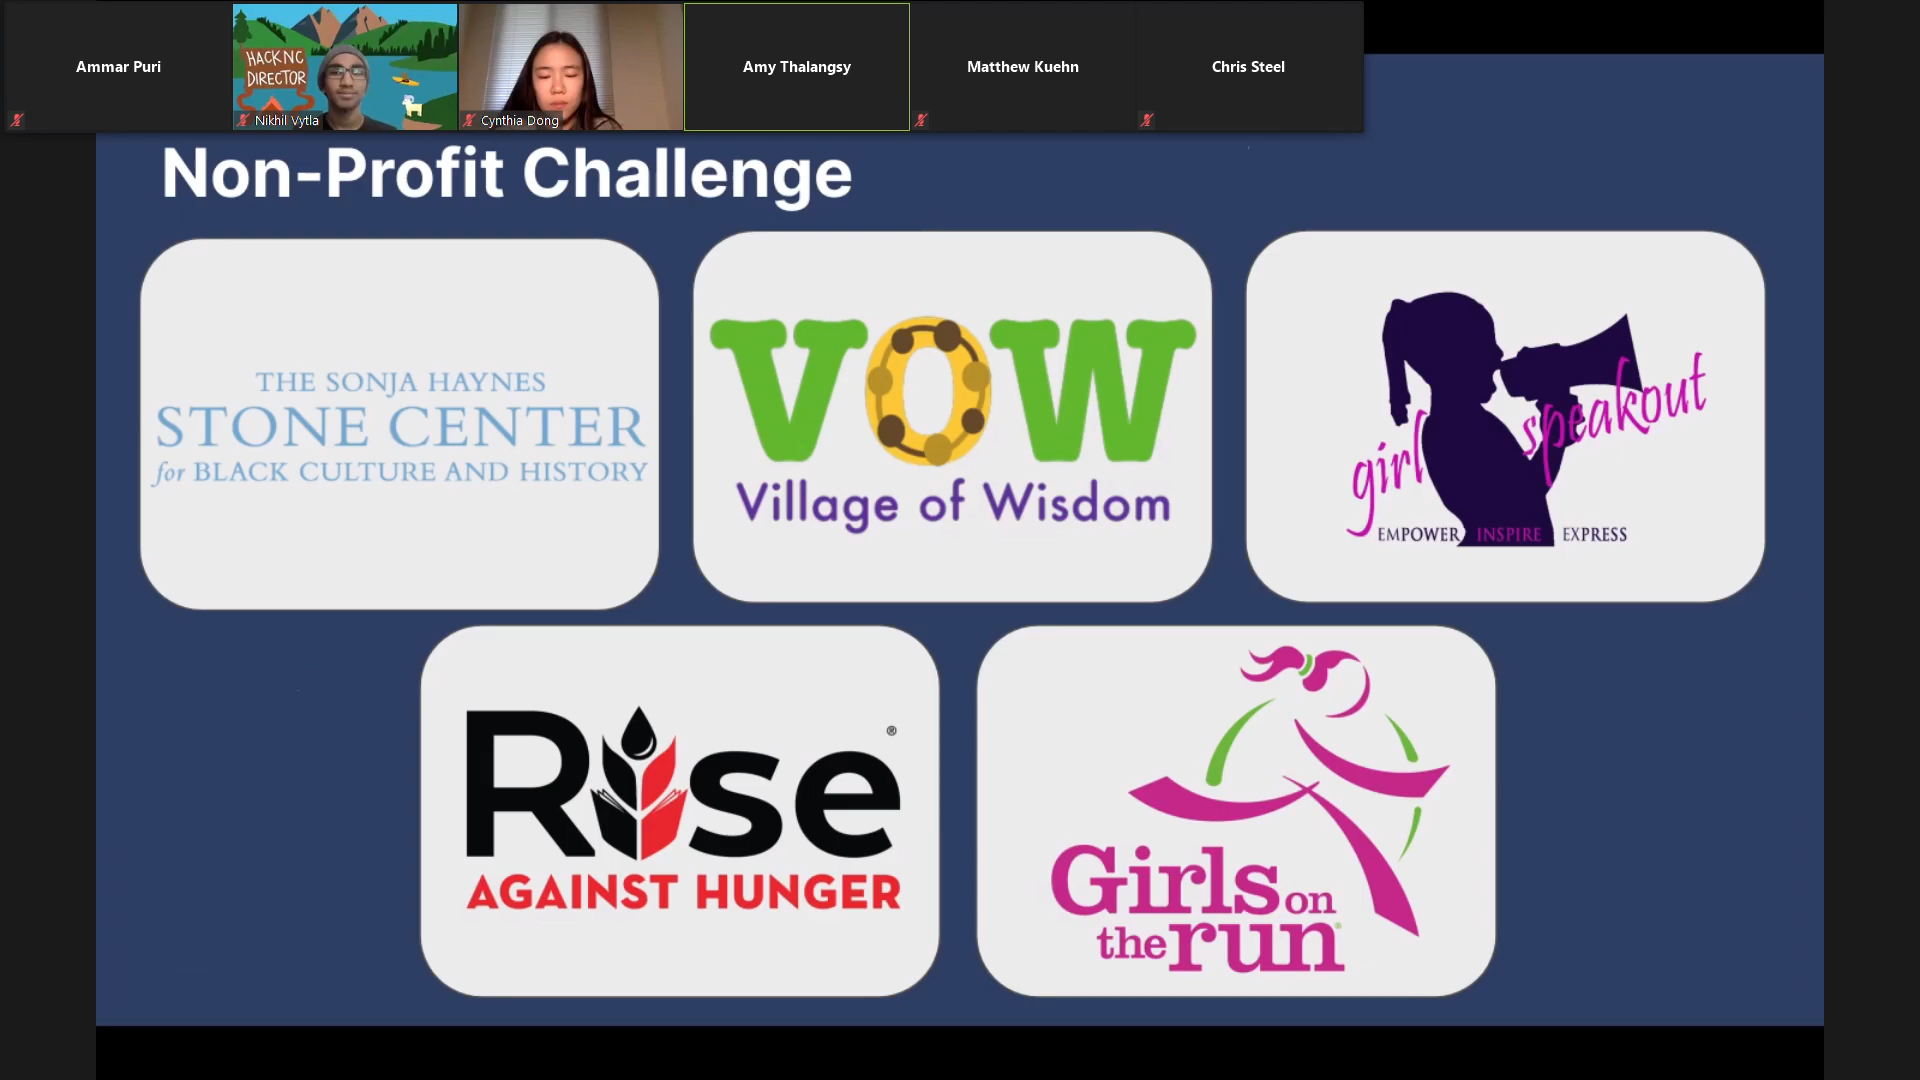 Ammar Puri
HACKNC
DIRECTOR
Nikhil Vytla
Cynthia Dong
Amy Thalangsy
Matthew Kuehn
Chris Steel
Non-Profit Challenge
THE SONJA HAYNES
STONE CENTER
for BLACK CULTURE AND HISTORY
VOW
Village of Wisdom
girl speakout
EMPOWER INSPIRE EXPRESS
Rise®
AGAINST HUNGER
Girls on
the run